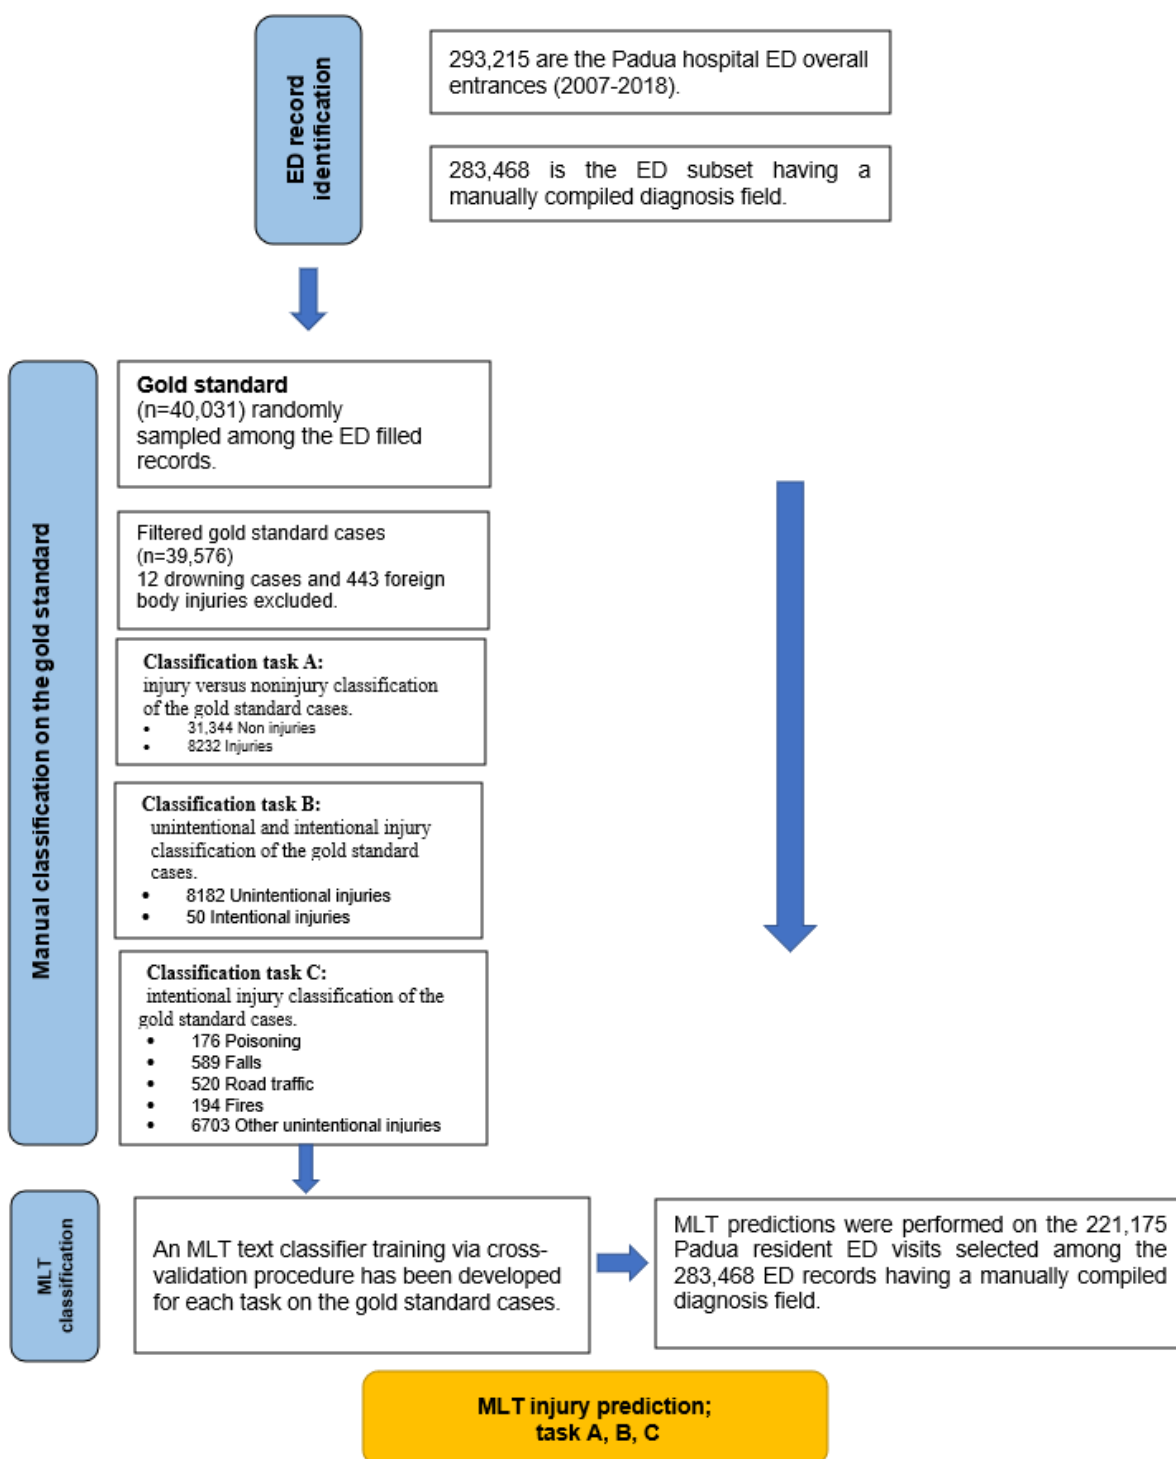 ED record
identification
293,215 are the Padua hospital ED overall
entrances (2007-2018).
283,468 is the ED subset having a
manually compiled diagnosis field.
Manual classification on the gold standard
Gold standard
(n=40,031) randomly
sampled among the ED filled
records.
Filtered gold standard cases
(n=39,576)
12 drowning cases and 443 foreign
body injuries excluded.
Classification task A:
injury versus noninjury classification
of the gold standard cases.
• 31,344 Non injuries
• 8232 Injuries
Classification task B:
unintentional and intentional injury
classification of the gold standard
cases.
• 8182 Unintentional injuries
• 50 Intentional injuries
Classification task C:
intentional injury classification of the
gold standard cases.
• 176 Poisoning
• 589 Falls
• 520 Road traffic
• 194 Fires
• 6703 Other unintentional injuries
MLT
classification
An MLT text classifier training via cross-
validation procedure has been developed
for each task on the gold standard cases.
MLT predictions were performed on the 221,175
Padua resident ED visits selected among the
283,468 ED records having a manually compiled
diagnosis field.
MLT injury prediction;
task A, B, C